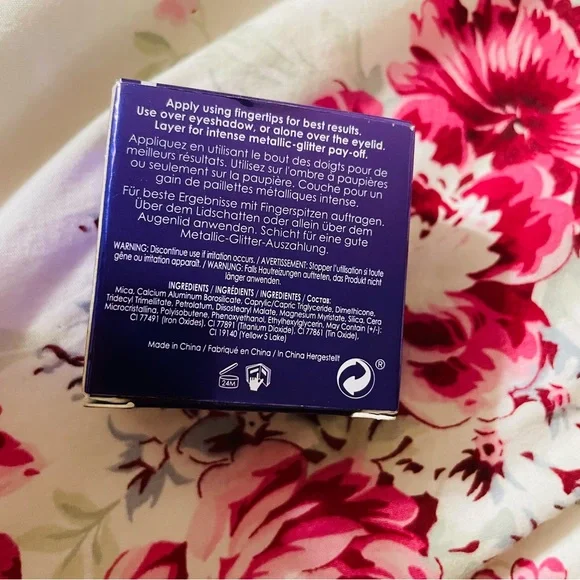 Apply using fingertips for best results.
Use over eyeshadow, or alone over the eyelid.
Layer for intense metallic-glitter pay-off.
Appliquez en utilisant le bout des doigts pour de
meilleurs résultats. Utilisez sur l'ombre à paupières
ou seulement sur la paupière. Couche pour un
gain de paillettes métalliques intense.
Für beste Ergebnisse mit Fingerspitzen auftragen.
Über dem Lidschatten oder allein über dem
Augenlid anwenden. Schicht für eine gute
Metallic-Glitter-Auszahlung.
WARNING: Discontinue use if irritation occurs. / AVERTISSEMENT: Stopper l'utilisation si toute
gêne ou irritation apparaît. / WARNUNG: Falls Hautreizungen auftreten, das Produkt nicht
länger anwenden.
INGREDIENTS / INGRÉDIENTS / INGREDIENTES / Состав:
Mica, Calcium Aluminum Borosilicate, Caprylic/Capric Triglyceride, Dimethicone,
Tridecyl Trimellitate, Petrolatum, Disostearyl Malate, Magnesium Myristate, Silica, Cera
Microcristallina, Polyisobutene, Phenoxyethanol, Ethylhexylglycerin, May Contain (+/-):
CI 77491 (Iron Oxides), CI 77891 (Titanium Dioxide), CI 77861 (Tin Oxide),
CI 19140 (Yellow 5 Lake)
Made in China / Fabriqué en China / In China Hergestellt
24M
®